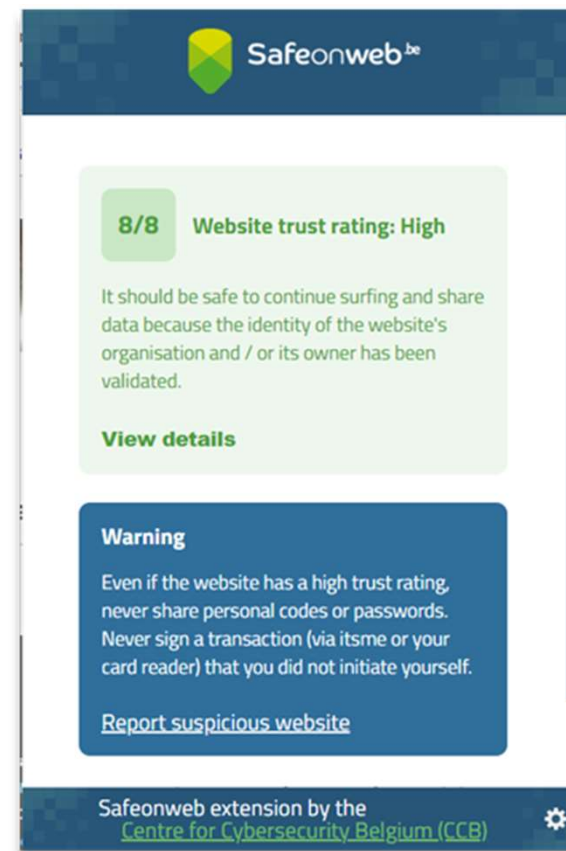 Safeonweb.be
8/8
Website trust rating: High
It should be safe to continue surfing and share
data because the identity of the website's
organisation and / or its owner has been
validated.
View details
Warning
Even if the website has a high trust rating,
never share personal codes or passwords.
Never sign a transaction (via itsme or your
card reader) that you did not initiate yourself.
Report suspicious website
Safeonweb extension by the
Centre for Cybersecurity Belgium (CCB)